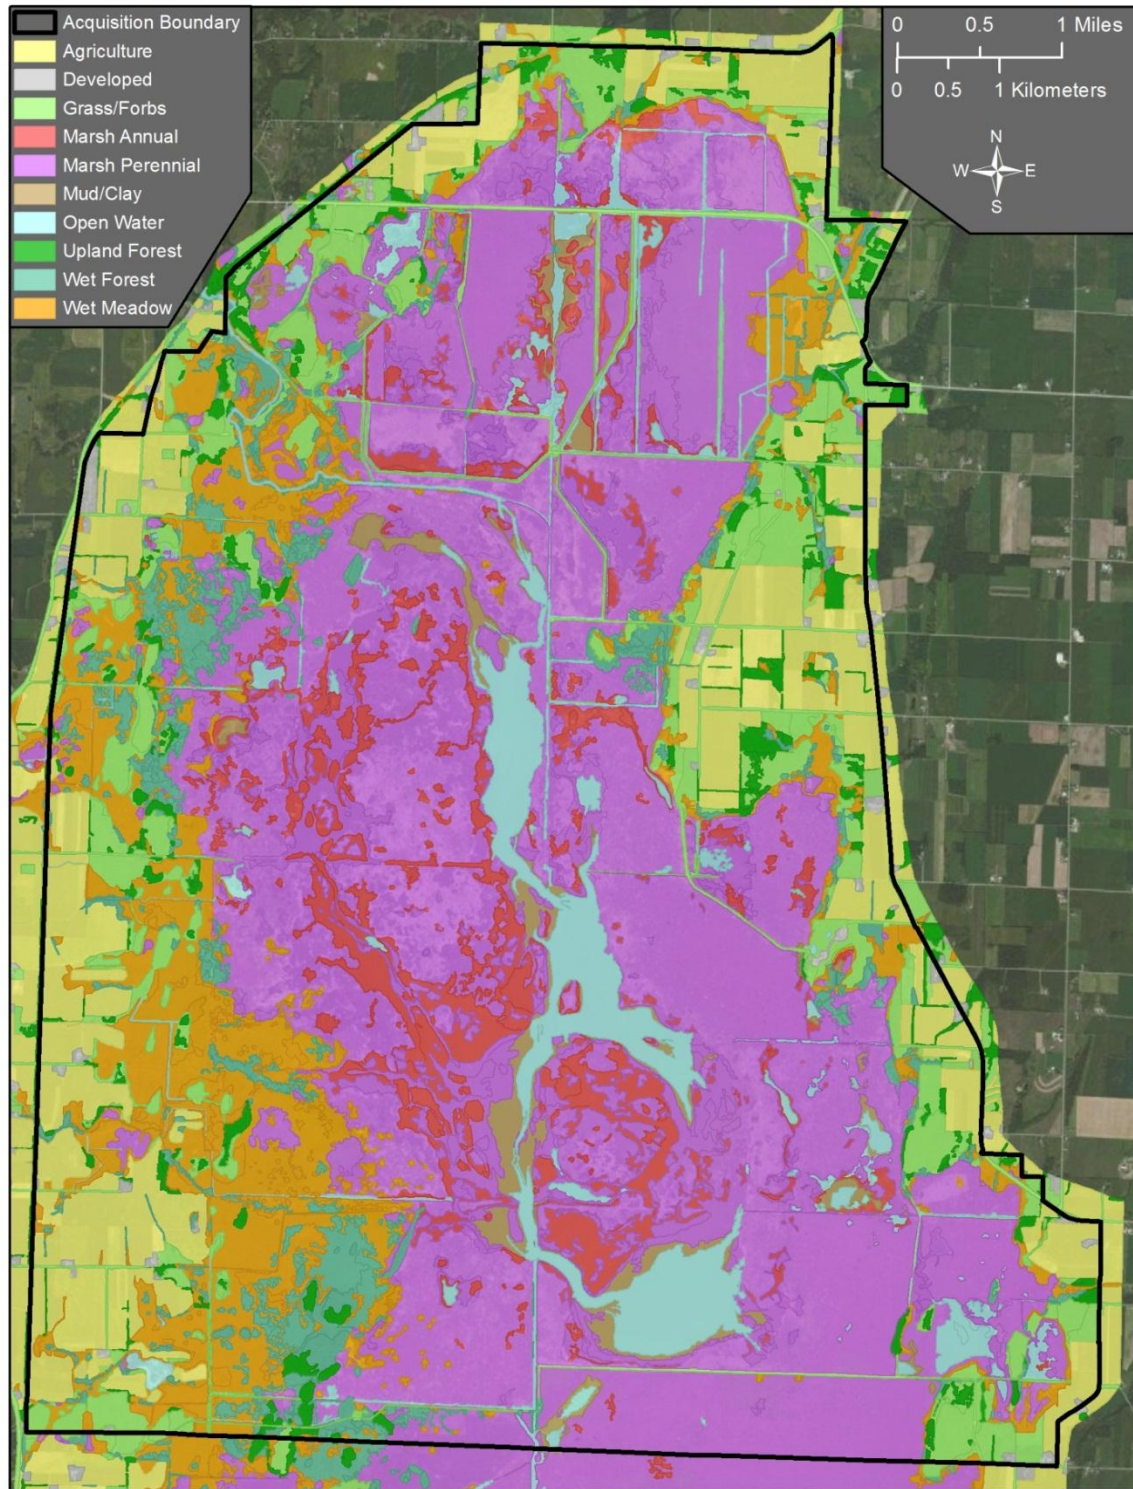 Acquisition Boundary
Agriculture
Developed
Grass/Forbs
Marsh Annual
Marsh Perennial
Mud/Clay
Open Water
Upland Forest
Wet Forest
Wet Meadow
0 0.5 1 Miles
0 0.5 1 Kilometers
N
W E
S